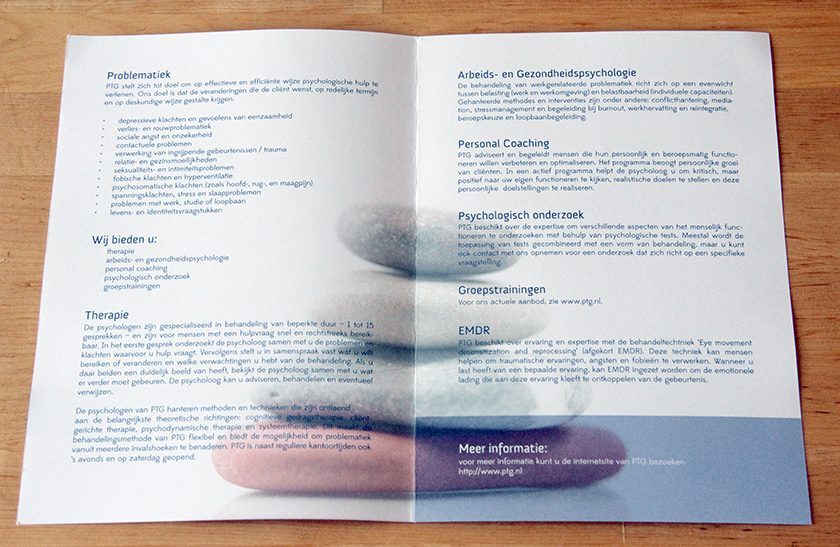 Problematiek
PTG stelt zich tot doel om op effectieve en efficiënte wijze psychologische hulp te
verlenen. Ons doel is dat de veranderingen die de cliënt wenst, op redelijke termijn
en op deskundige wijze gestalte krijgen.
• depressieve klachten en gevoelens van eenzaamheid
• verlies- en rouwproblematiek
• sociale angst en onzekerheid
• contactuele problemen
• verwerking van ingrijpende gebeurtenissen / trauma
• relatie- en gezinsmoeilijkheden
• seksualiteits- en intimiteitsproblemen
• fobische klachten en hyperventilatie
• psychosomatische klachten (zoals hoofd-, rug-, en maagpijn)
• spanningsklachten, stress en slaapproblemen
• problemen met werk, studie of loopbaan
• levens- en identiteitsvraagstukken
Wij bieden u:
therapie
arbeids- en gezondheidspsychologie
personal coaching
psychologisch onderzoek
groepstrainingen
Therapie
De psychologen zijn gespecialiseerd in behandeling van beperkte duur – 1 tot 15
gesprekken – en zijn voor mensen met een hulpvraag snel en rechtstreeks bereik-
baar. In het eerste gesprek onderzoekt de psycholoog samen met u de problemen en
klachten waarvoor u hulp vraagt. Vervolgens stelt u in samenspraak vast wat u wilt
bereiken of veranderen en welke verwachtingen u hebt van de behandeling. Als u
daar beiden een duidelijk beeld van heeft, bekijkt de psycholoog samen met u wat
er verder moet gebeuren. De psycholoog kan u adviseren, behandelen en eventueel
verwijzen.
De psychologen van PTG hanteren methoden en technieken die zijn ontleend
aan de belangrijkste theoretische richtingen: cognitieve gedragstherapie, cliënt-
gerichte therapie, psychodynamische therapie en systeemtherapie. Dit maakt de
behandelingsmethode van PTG flexibel en biedt de mogelijkheid om problematiek
vanuit meerdere invalshoeken te benaderen. PTG is naast reguliere kantoortijden ook
's avonds en op zaterdag geopend.
Arbeids- en Gezondheidspsychologie
De behandeling van werkgerelateerde problematiek richt zich op een evenwicht
tussen belasting (werk en werkomgeving) en belastbaarheid (individuele capaciteiten).
Gehanteerde methodes en interventies zijn onder andere: conflicthantering, media-
tion, stressmanagement en begeleiding bij burnout, werkhervatting en reïntegratie,
beroepskeuze en loopbaanbegeleiding.
Personal Coaching
PTG adviseert en begeleidt mensen die hun persoonlijk en beroepsmatig functio-
neren willen verbeteren en optimaliseren. Het programma beoogt persoonlijke groei
van cliënten. In een actief programma helpt de psycholoog u om kritisch, maar
positief naar uw eigen functioneren te kijken, realistische doelen te stellen en deze
persoonlijke doelstellingen te realiseren.
Psychologisch onderzoek
PTG beschikt over de expertise om verschillende aspecten van het menselijk func-
tioneren te onderzoeken met behulp van psychologische tests. Meestal wordt de
toepassing van tests gecombineerd met een vorm van behandeling, maar u kunt
ook contact met ons opnemen voor een onderzoek dat zich richt op een specifieke
vraagstelling.
Groepstrainingen
Voor ons actuele aanbod, zie www.ptg.nl.
EMDR
PTG beschikt over ervaring en expertise met de behandeltechniek 'Eye movement
desensitization and reprocessing' (afgekort EMDR). Deze techniek kan mensen
helpen om traumatische ervaringen, angsten en fobieën te verwerken. Wanneer u
last heeft van een bepaalde ervaring, kan EMDR ingezet worden om de emotionele
lading die aan deze ervaring kleeft te ontkoppelen van de gebeurtenis.
Meer informatie:
voor meer informatie kunt u de internetsite van PTG bezoeken
http://www.ptg.nl